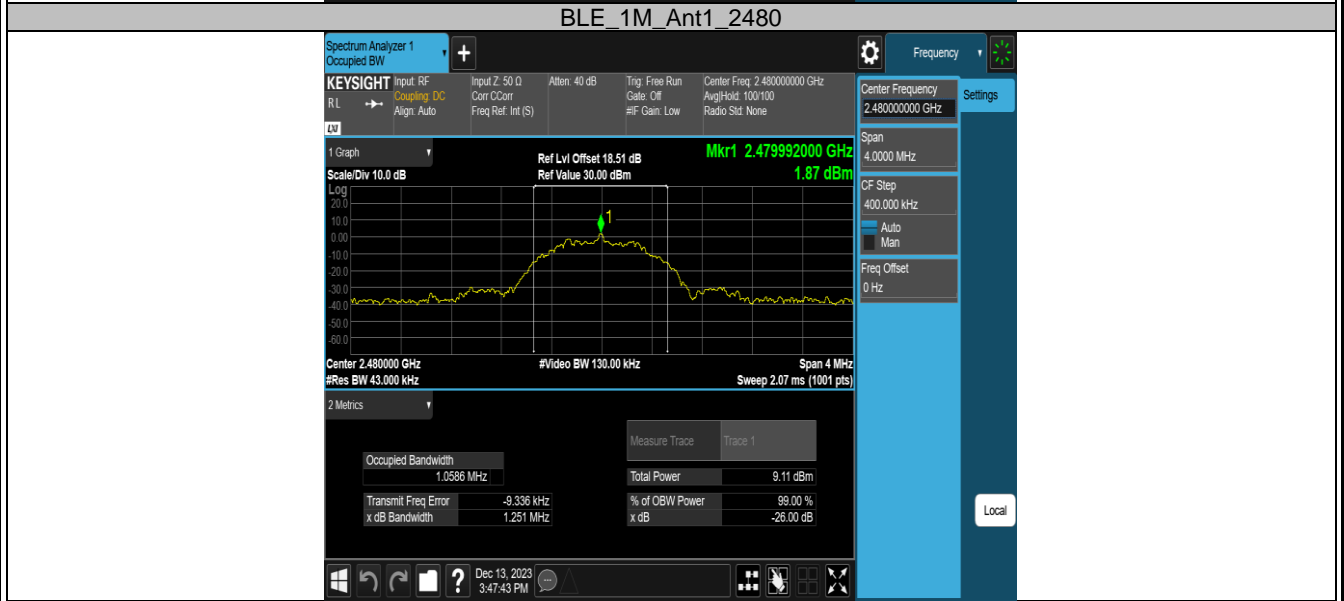 BLE_1M_Ant1_2480
Spectrum Analyzer 1
Occupied BW
+
Frequency
KEYSIGHT
RL
LXI
Input: RF
Coupling: DC
Align: Auto
Input Z: 50 Ω
Corr CCorr
Freq Ref: Int (S)
Atten: 40 dB
Trig: Free Run
Gate: Off
#IF Gain: Low
Center Freq: 2.480000000 GHz
Avg|Hold: 100/100
Radio Std: None
Center Frequency
2.480000000 GHz
Settings
Span
4.0000 MHz
CF Step
400.000 kHz
Auto
Man
Freq Offset
0 Hz
Local
1 Graph
Scale/Div 10.0 dB
Ref Lvl Offset 18.51 dB
Ref Value 30.00 dBm
Mkr1 2.479992000 GHz
1.87 dBm
Log
20.0
10.0
0.00
-10.0
-20.0
-30.0
-40.0
-50.0
-60.0
1
Center 2.480000 GHz
#Res BW 43.000 kHz
#Video BW 130.00 kHz
Span 4 MHz
Sweep 2.07 ms (1001 pts)
2 Metrics
Measure Trace Trace 1
Occupied Bandwidth
1.0586 MHz
Total Power 9.11 dBm
Transmit Freq Error -9.336 kHz
% of OBW Power 99.00 %
x dB Bandwidth 1.251 MHz
x dB -26.00 dB
?
Dec 13, 2023
3:47:43 PM